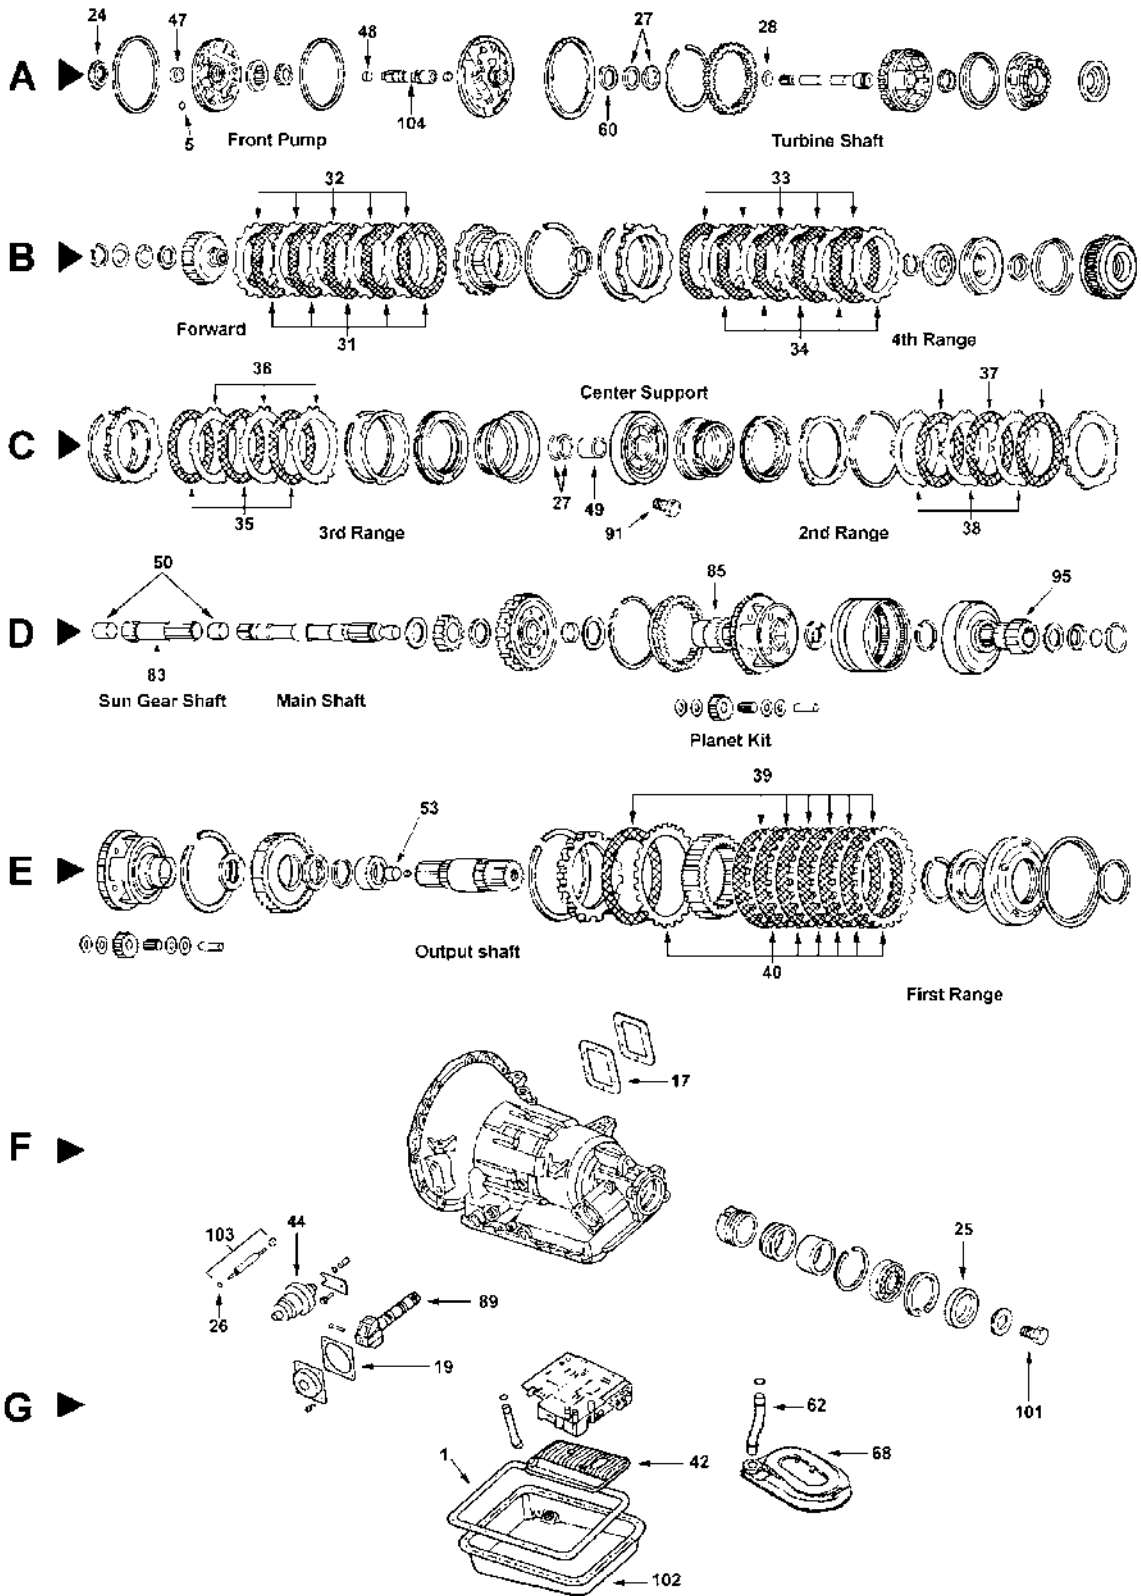 24
47
48
27
28
A
5
Front Pump
104
60
Turbine Shaft
32
33
B
Forward
31
34
4th Range
36
Center Support
37
C
35
3rd Range
27
49
91
2nd Range
38
50
85
95
D
83
Sun Gear Shaft
Main Shaft
Planet Kit
39
53
E
Output shaft
40
First Range
17
F
103
44
25
26
89
19
G
101
62
1
42
68
102